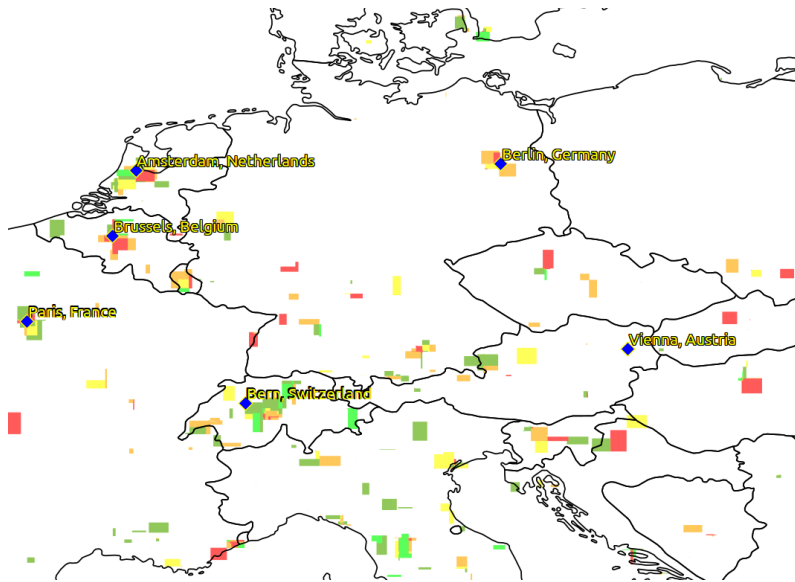 Amsterdam, Netherlands
Berlin, Germany
Brussels, Belgium
Paris, France
Vienna, Austria
Bern, Switzerland